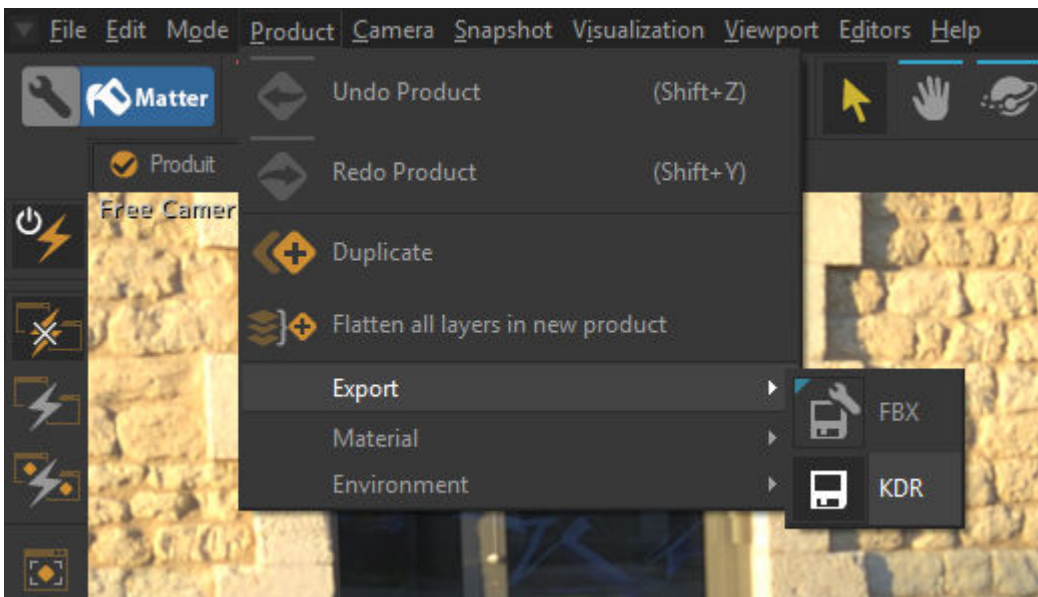 File Edit Mode Product Camera Snapshot Visualization Viewport Editors Help
Matter
Undo Product (Shift+Z)
Produit
Redo Product (Shift+Y)
Free Camer
Duplicate
Flatten all layers in new product
Export
FBX
Material
Environment
KDR